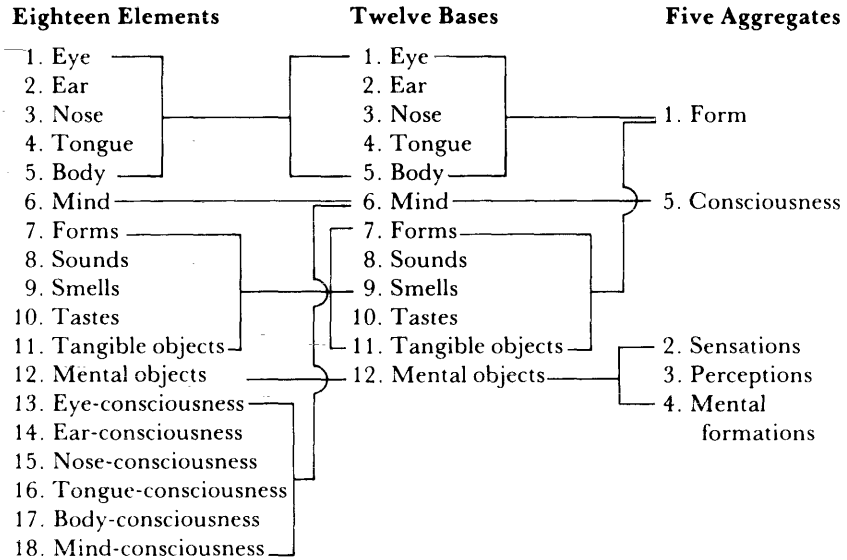 Eighteen Elements Twelve Bases Five Aggregates
1. Eye 1. Eye
2. Ear 2. Ear
3. Nose 3. Nose 1. Form
4. Tongue 4. Tongue
5. Body 5. Body
6. Mind 6. Mind 5. Consciousness
7. Forms 7. Forms
8. Sounds 8. Sounds
9. Smells 9. Smells
10. Tastes 10. Tastes
11. Tangible objects 11. Tangible objects 2. Sensations
12. Mental objects 12. Mental objects 3. Perceptions
13. Eye-consciousness 4. Mental
14. Ear-consciousness formations
15. Nose-consciousness
16. Tongue-consciousness
17. Body-consciousness
18. Mind-consciousness